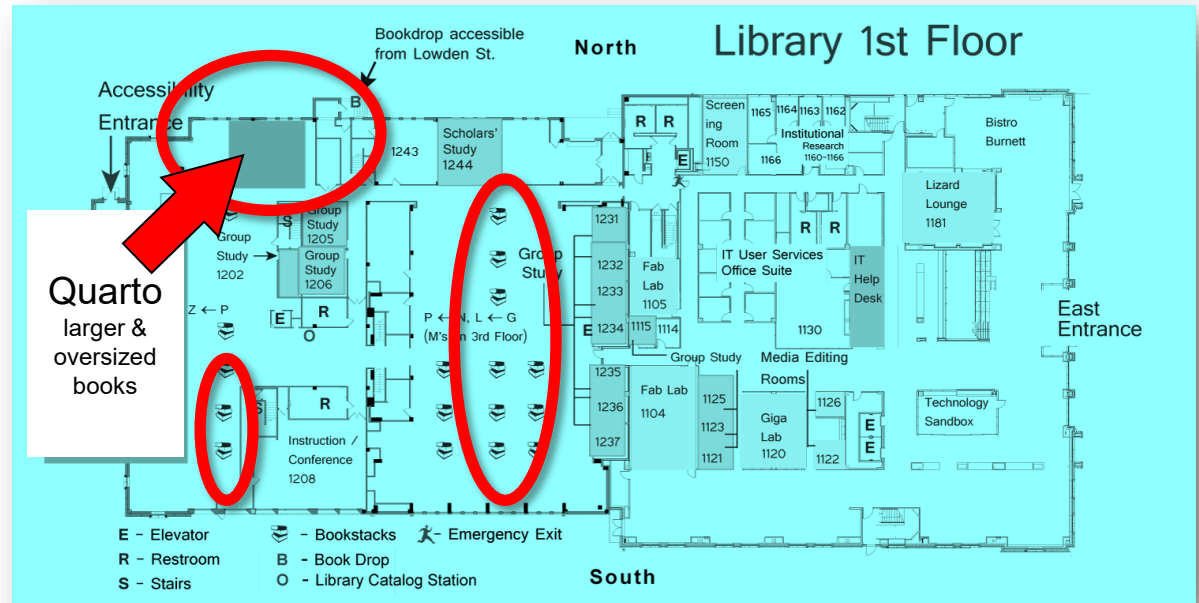 Library 1st Floor
North
Bookdrop accessible
from Lowden St.
Accessibility
Entrance
B
1243
Scholars'
Study
1244
R
R
E
Screen
ing
Room
1150
1165
1164
1163
1162
Institutional
Research
1160-1166
1166
Bistro
Burnett
Lizard
Lounge
1181
Quarto
larger &
oversized
books
S
Group
Study
1205
Group
Study
1202
Group
Study
1206
E
R
O
Z ← P
P ← N, L ← G
(M's on 3rd Floor)
Group
Study
1231
1232
1233
1234
E
Fab
Lab
1105
1115
1114
Group Study
IT User Services
Office Suite
R
R
1130
IT
Help
Desk
East
Entrance
Media Editing
Rooms
S
R
Instruction /
Conference
1208
1235
1236
1237
Fab Lab
1104
1125
1123
1121
Giga
Lab
1120
1126
1122
E
E
Technology
Sandbox
E - Elevator
R - Restroom
S - Stairs
- Bookstacks
B - Book Drop
O - Library Catalog Station
- Emergency Exit
South